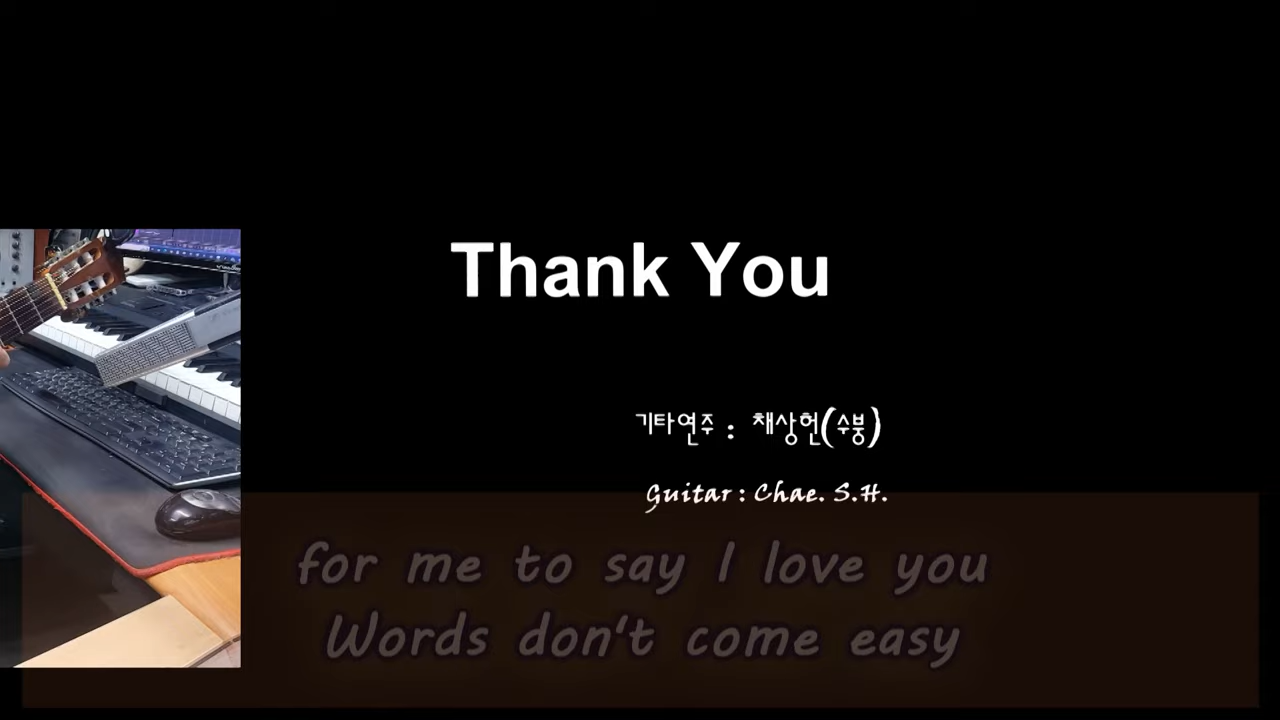 Thank You
기타연주 : 채상헌(수붕)
Guitar : Chae. S.H.
for me to say I love you
Words don't come easy